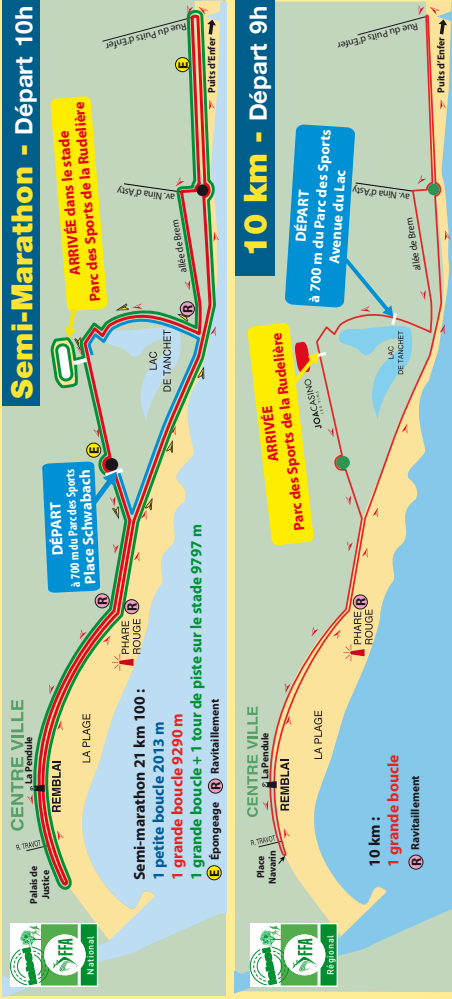 Semi-Marathon - Départ 10h
CENTRE VILLE
Palais de
Justice
R. TRAVOT
La Pendule
REMBLAI
LA PLAGE
PHARE
ROUGE
R
R
DÉPART
à 700 m du Parc des Sports
Place Schwabach
E
LAC
DE TANCHET
R
ARRIVÉE dans le stade
Parc des Sports de la Rudelière
allée de Brem
av. Nina d'Asty
E
Rue du Puits d'Enfer
Puits d'Enfer
Semi-marathon 21 km 100 :
1 petite boucle 2013 m
1 grande boucle 9290 m
1 grande boucle + 1 tour de piste sur le stade 9797 m
E Épongeage R Ravitaillement
FFA
National
10 km - Départ 9h
CENTRE VILLE
Place
Navarin
R. TRAVOT
La Pendule
REMBLAI
LA PLAGE
PHARE
ROUGE
R
ARRIVÉE
Parc des Sports de la Rudelière
JOACASINO
LAC
DE TANCHET
DÉPART
à 700 m du Parc des Sports
Avenue du Lac
allée de Brem
av. Nina d'Asty
Rue du Puits d'Enfer
Puits d'Enfer
10 km :
1 grande boucle
R Ravitaillement
FFA
Régional